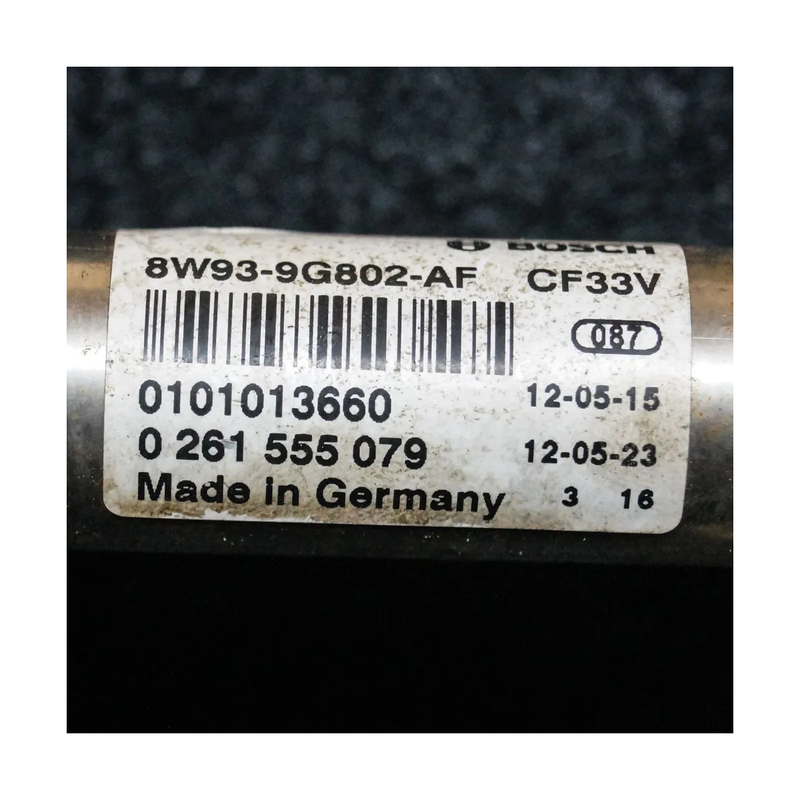 BOSCH
8W93-9G802-AF CF33V
087
0101013660 12-05-15
0 261 555 079 12-05-23
Made in Germany 3 16